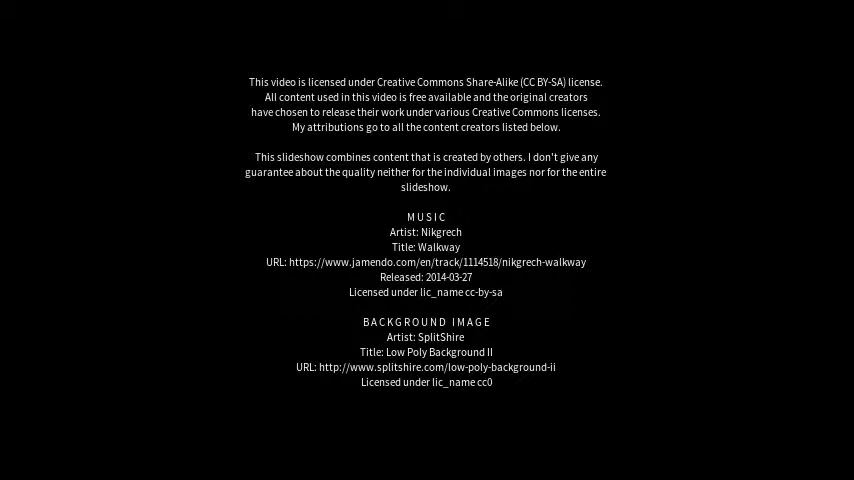 This video is licensed under Creative Commons Share-Alike (CC BY-SA) license.
All content used in this video is free available and the original creators
have chosen to release their work under various Creative Commons licenses.
My attributions go to all the content creators listed below.
This slideshow combines content that is created by others. I don't give any
guarantee about the quality neither for the individual images nor for the entire
slideshow.
MUSIC
Artist: Nikgrech
Title: Walkway
URL: https://www.jamendo.com/en/track/1114518/nikgrech-walkway
Released: 2014-03-27
Licensed under lic_name cc-by-sa
BACKGROUND IMAGE
Artist: SplitShire
Title: Low Poly Background II
URL: http://www.splitshire.com/low-poly-background-ii
Licensed under lic_name cc0